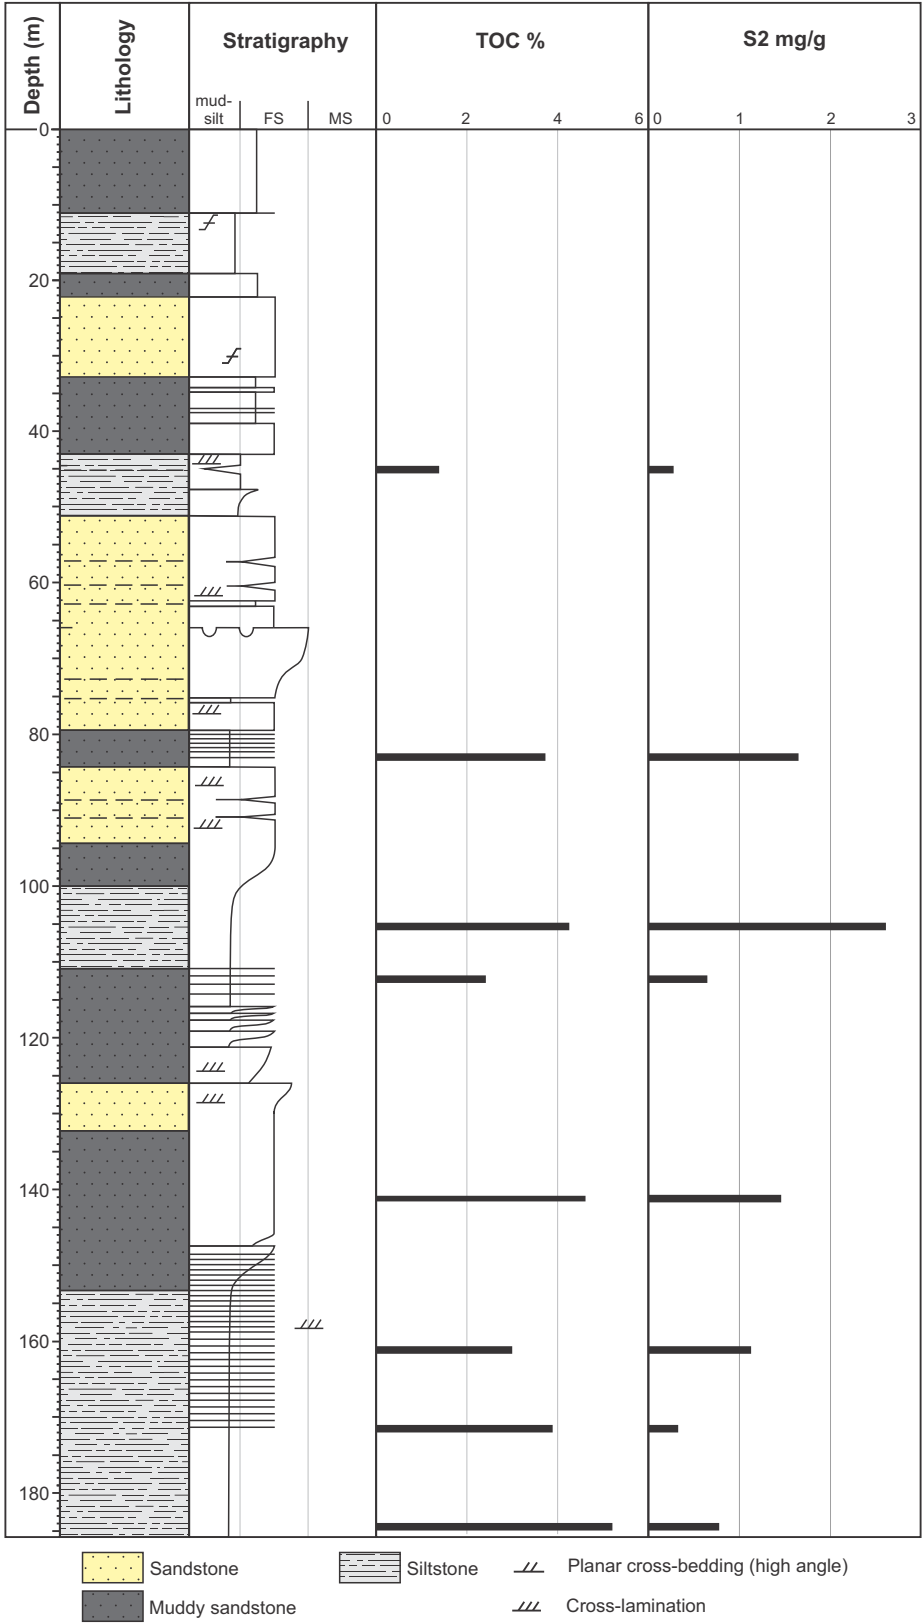 Depth (m)
Lithology
Stratigraphy
TOC %
S2 mg/g
mud-
silt
FS
MS
0 2 4 6
0 1 2 3
0
20
40
60
80
100
120
140
160
180
Sandstone
Siltstone
Planar cross-bedding (high angle)
Muddy sandstone
Cross-lamination